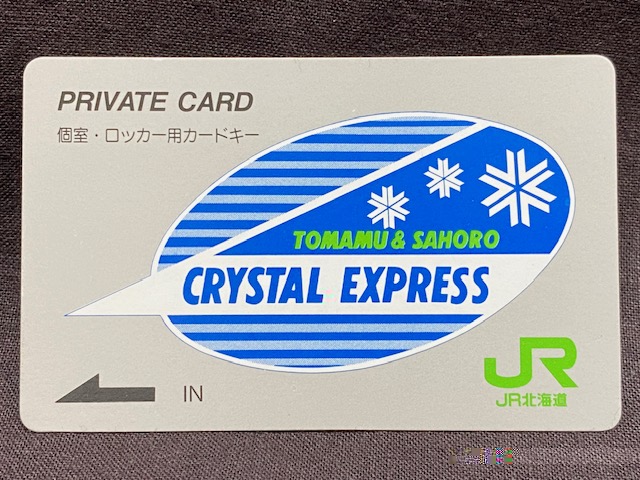 PRIVATE CARD
個室・ロッカー用カードキー
TOMAMU & SAHORO
CRYSTAL EXPRESS
JR
JR北海道
IN